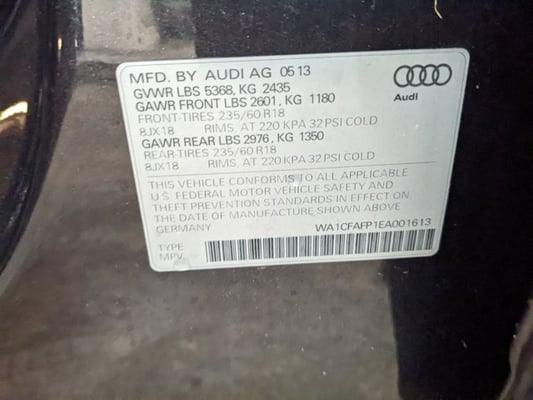 MFD. BY AUDI AG 05 13
GVWR LBS 5368, KG 2435
GAWR FRONT LBS 2601, KG 1180
FRONT-TIRES 235/60 R18
8JX18 RIMS, AT 220 KPA 32 PSI COLD
GAWR REAR LBS 2976, KG 1350
REAR-TIRES 235/60 R18
8JX18 RIMS, AT 220 KPA 32 PSI COLD
THIS VEHICLE CONFORMS TO ALL APPLICABLE
U.S. FEDERAL MOTOR VEHICLE SAFETY AND
THEFT PREVENTION STANDARDS IN EFFECT ON
THE DATE OF MANUFACTURE SHOWN ABOVE.
GERMANY
WA1CFAFP1EA001613
TYPE
MPV
Audi